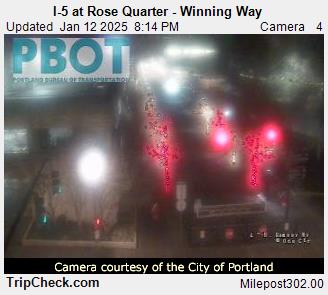 I-5 at Rose Quarter - Winning Way
Updated Jan 12 2025 8:14 PM Camera 4
PBOT
PORTLAND BUREAU OF TRANSPORTATION
Camera courtesy of the City of Portland
TripCheck.com Milepost302.00